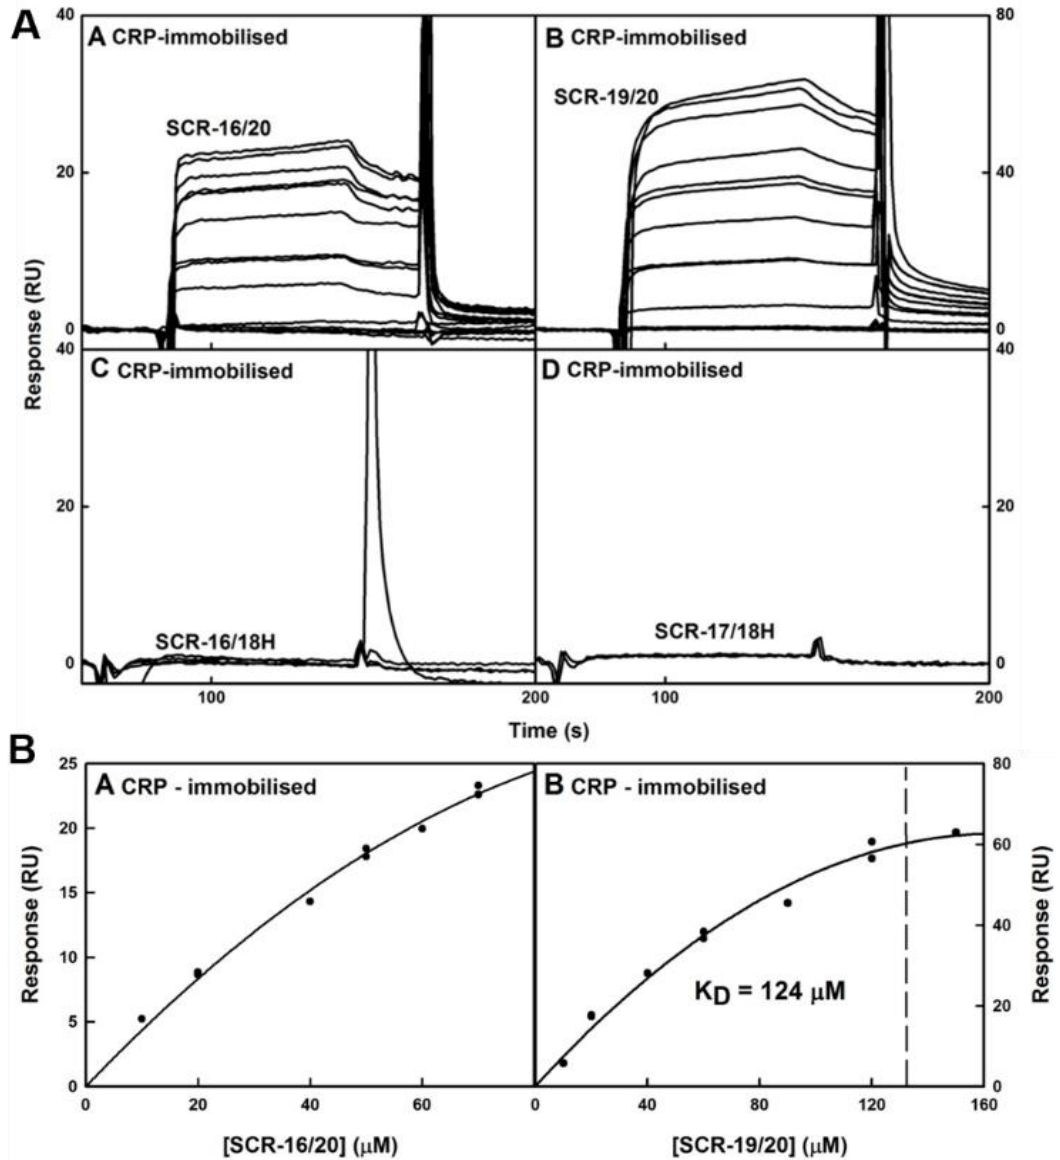 A
A CRP-immobilised
B CRP-immobilised
SCR-16/20
SCR-19/20
40
20
0
80
40
0
Response (RU)
C CRP-immobilised
D CRP-immobilised
SCR-16/18H
SCR-17/18H
40
20
0
40
20
0
100
200
100
200
Time (s)
B
A CRP - immobilised
B CRP - immobilised
25
20
15
10
5
0
Response (RU)
80
60
40
20
0
Response (RU)
KD = 124 μM
0 20 40 60
0 40 80 120 160
[SCR-16/20] (μM)
[SCR-19/20] (μM)